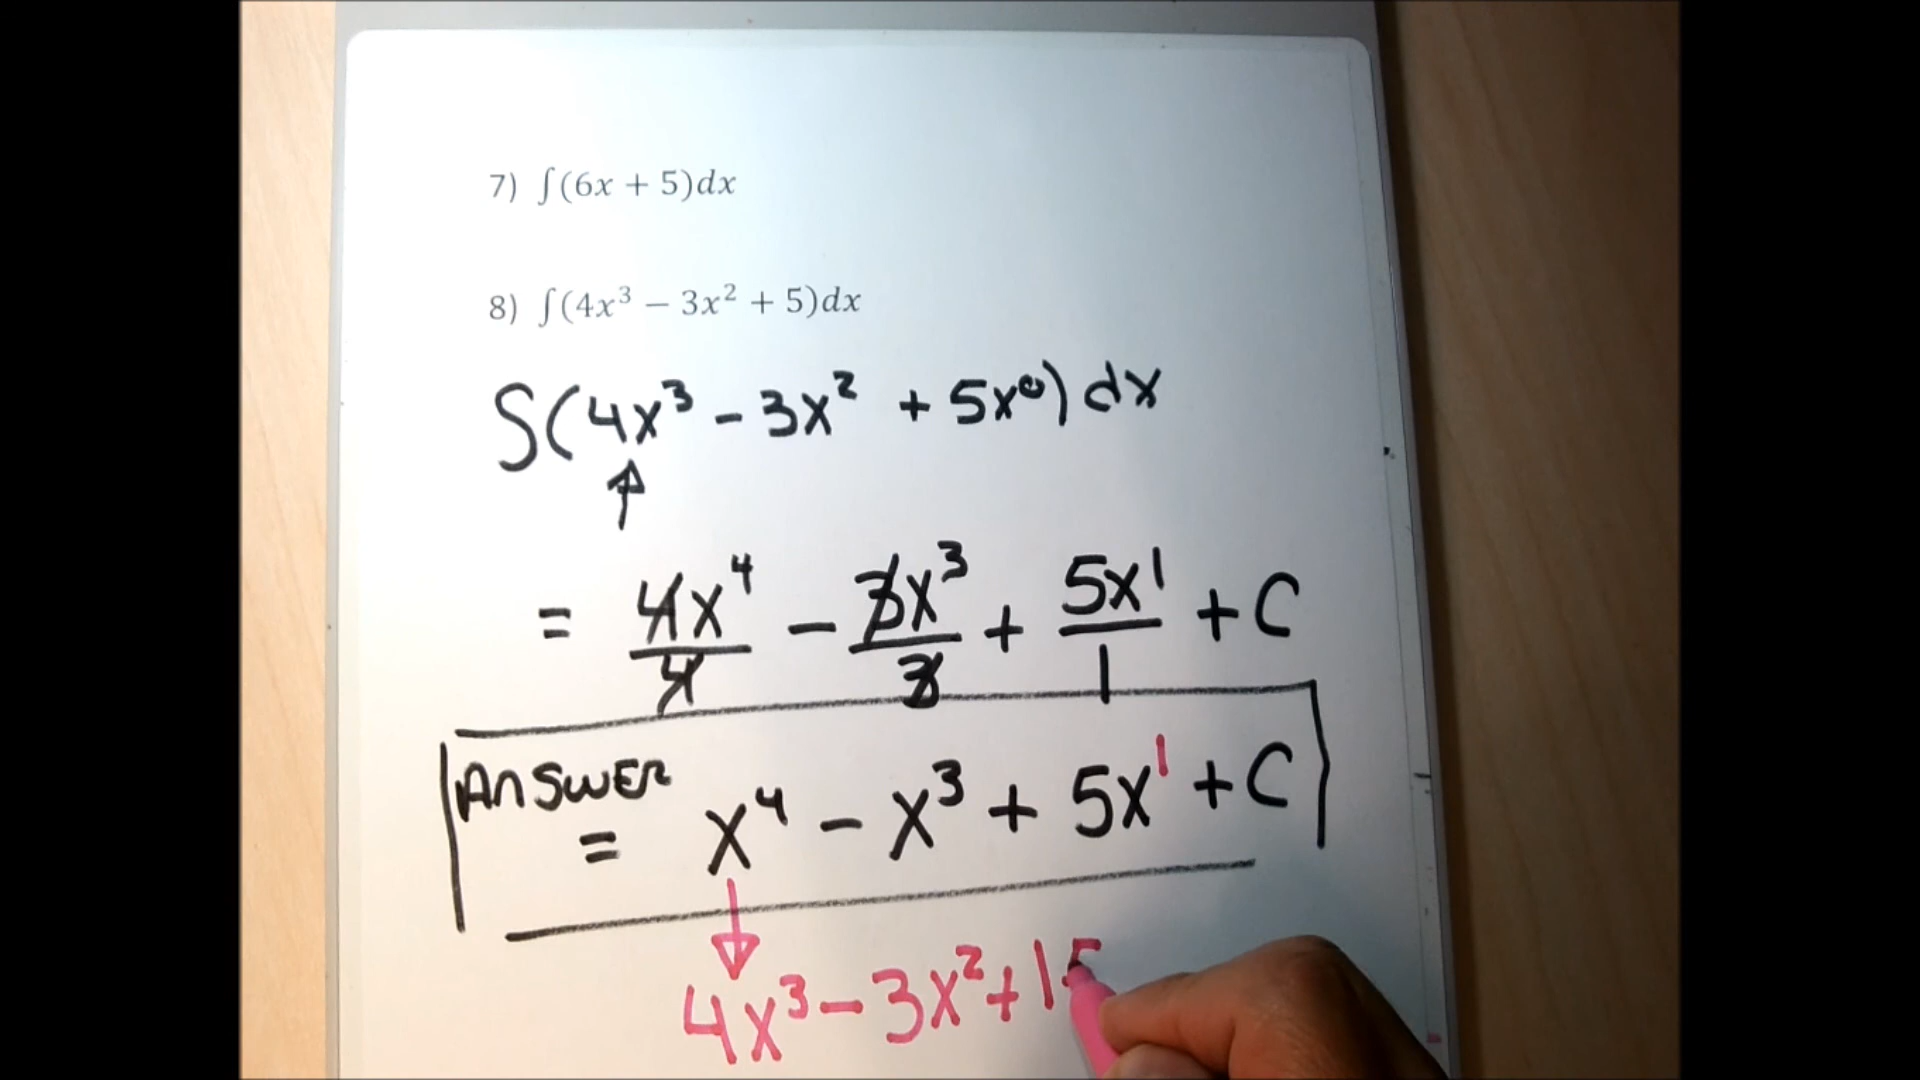 7) ∫(6x + 5)dx
8) ∫(4x³ − 3x² + 5)dx
∫(4x³ - 3x² + 5x⁰) dx
= 4x⁴/4 - 3x³/3 + 5x¹/1 + C
ANSWER
= x⁴ - x³ + 5x¹ + C
4x³ - 3x² + 15